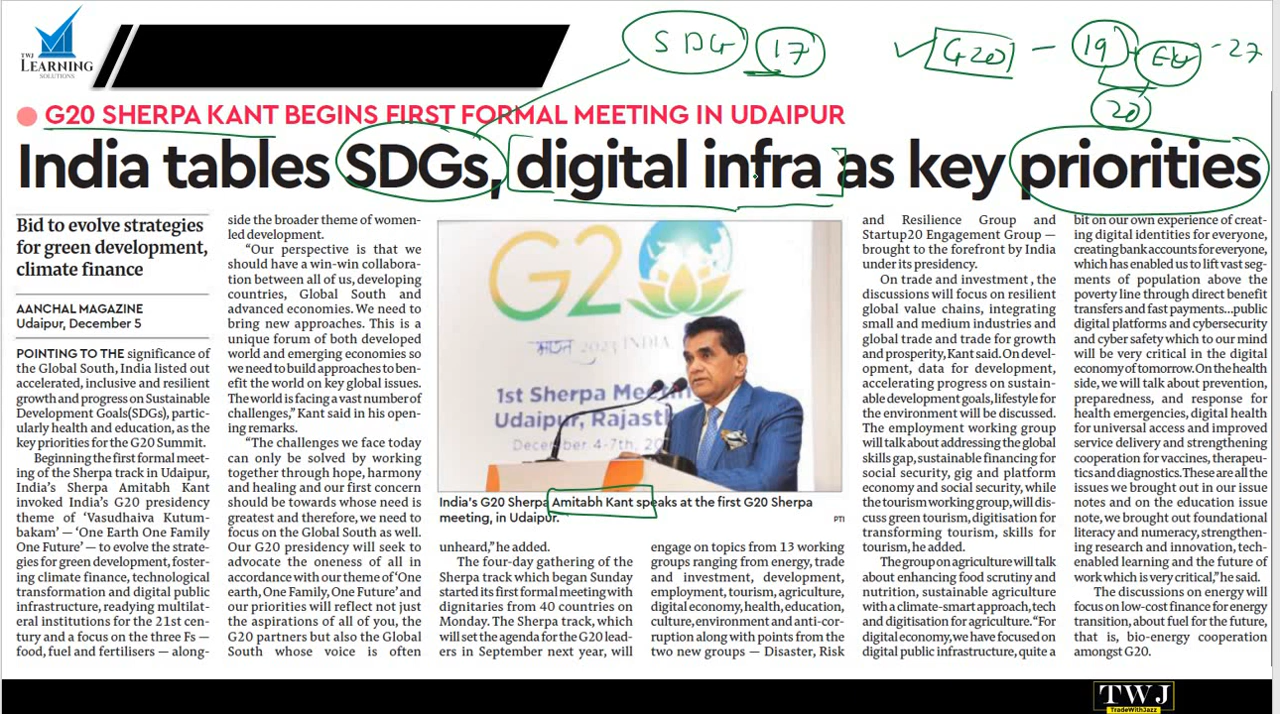 TWJ
LEARNING
SOLUTIONS
SDG 17
G20 - 19 + EU - 27
20
G20 SHERPA KANT BEGINS FIRST FORMAL MEETING IN UDAIPUR
India tables SDGs, digital infra as key priorities
Bid to evolve strategies
for green development,
climate finance
AANCHAL MAGAZINE
Udaipur, December 5
POINTING TO THE significance of
the Global South, India listed out
accelerated, inclusive and resilient
growth and progress on Sustainable
Development Goals(SDGs), partic-
ularly health and education, as the
key priorities for the G20 Summit.
Beginning the first formal meet-
ing of the Sherpa track in Udaipur,
India's Sherpa Amitabh Kant
invoked India's G20 presidency
theme of 'Vasudhaiva Kutum-
bakam' — 'One Earth One Family
One Future' — to evolve the strate-
gies for green development, foster-
ing climate finance, technological
transformation and digital public
infrastructure, readying multilat-
eral institutions for the 21st cen-
tury and a focus on the three Fs —
food, fuel and fertilisers — along-
side the broader theme of women-
led development.
"Our perspective is that we
should have a win-win collabora-
tion between all of us, developing
countries, Global South and
advanced economies. We need to
bring new approaches. This is a
unique forum of both developed
world and emerging economies so
we need to build approaches to ben-
efit the world on key global issues.
The world is facing a vast number of
challenges," Kant said in his open-
ing remarks.
"The challenges we face today
can only be solved by working
together through hope, harmony
and healing and our first concern
should be towards whose need is
greatest and therefore, we need to
focus on the Global South as well.
Our G20 presidency will seek to
advocate the oneness of all in
accordance with our theme of 'One
earth, One Family, One Future' and
our priorities will reflect not just
the aspirations of all of you, the
G20 partners but also the Global
South whose voice is often
G20
भारत 2023 INDIA
1st Sherpa Meeting
Udaipur, Rajasth
December 4-7th, 20
India's G20 Sherpa Amitabh Kant speaks at the first G20 Sherpa
meeting, in Udaipur.
PTI
unheard," he added.
The four-day gathering of the
Sherpa track which began Sunday
started its first formal meeting with
dignitaries from 40 countries on
Monday. The Sherpa track, which
will set the agenda for the G20 lead-
ers in September next year, will
engage on topics from 13 working
groups ranging from energy, trade
and investment, development,
employment, tourism, agriculture,
digital economy, health, education,
culture, environment and anti-cor-
ruption along with points from the
two new groups — Disaster, Risk
and Resilience Group and
Startup20 Engagement Group —
brought to the forefront by India
under its presidency.
On trade and investment, the
discussions will focus on resilient
global value chains, integrating
small and medium industries and
global trade and trade for growth
and prosperity, Kant said. On devel-
opment, data for development,
accelerating progress on sustain-
able development goals, lifestyle for
the environment will be discussed.
The employment working group
will talk about addressing the global
skills gap, sustainable financing for
social security, gig and platform
economy and social security, while
the tourism working group, will dis-
cuss green tourism, digitisation for
transforming tourism, skills for
tourism, he added.
The group on agriculture will talk
about enhancing food scrutiny and
nutrition, sustainable agriculture
with a climate-smart approach, tech
and digitisation for agriculture. "For
digital economy, we have focused on
digital public infrastructure, quite a
bit on our own experience of creat-
ing digital identities for everyone,
creating bank accounts for everyone,
which has enabled us to lift vast seg-
ments of population above the
poverty line through direct benefit
transfers and fast payments...public
digital platforms and cybersecurity
and cyber safety which to our mind
will be very critical in the digital
economy of tomorrow. On the health
side, we will talk about prevention,
preparedness, and response for
health emergencies, digital health
for universal access and improved
service delivery and strengthening
cooperation for vaccines, therapeu-
tics and diagnostics. These are all the
issues we brought out in our issue
notes and on the education issue
note, we brought out foundational
literacy and numeracy, strengthen-
ing research and innovation, tech-
enabled learning and the future of
work which is very critical," he said.
The discussions on energy will
focus on low-cost finance for energy
transition, about fuel for the future,
that is, bio-energy cooperation
amongst G20.
TWJ
TradeWithJazz